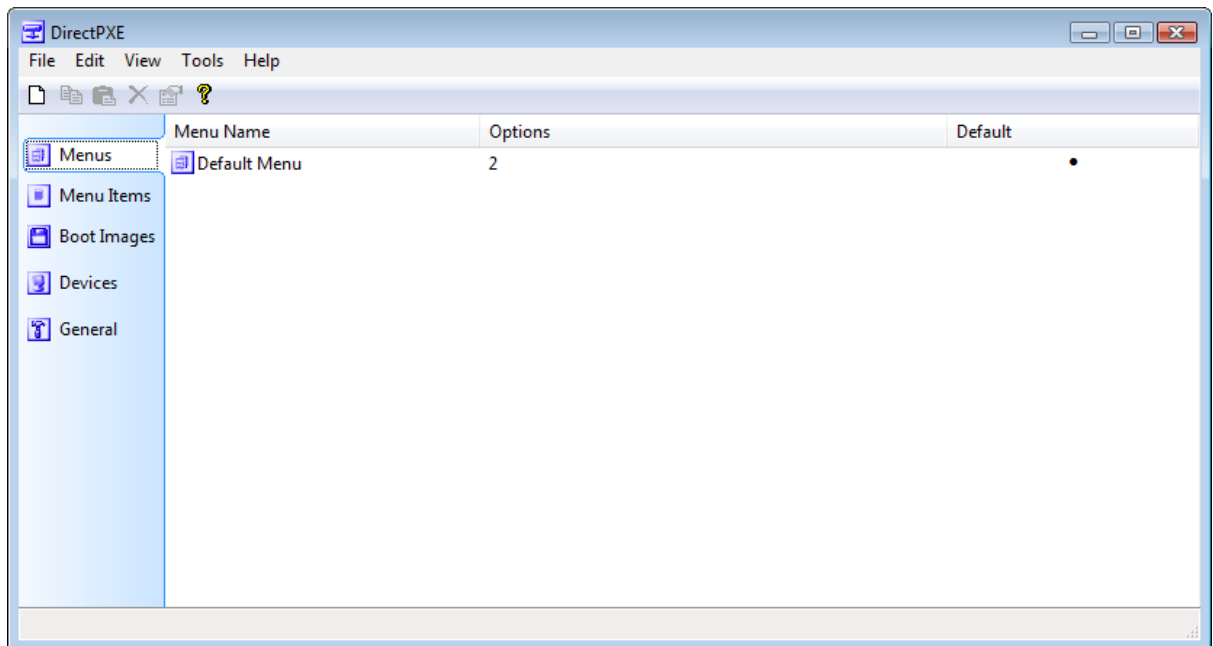 DirectPXE
File Edit View Tools Help
Menu Name Options Default
Menus
Default Menu 2 •
Menu Items
Boot Images
Devices
General